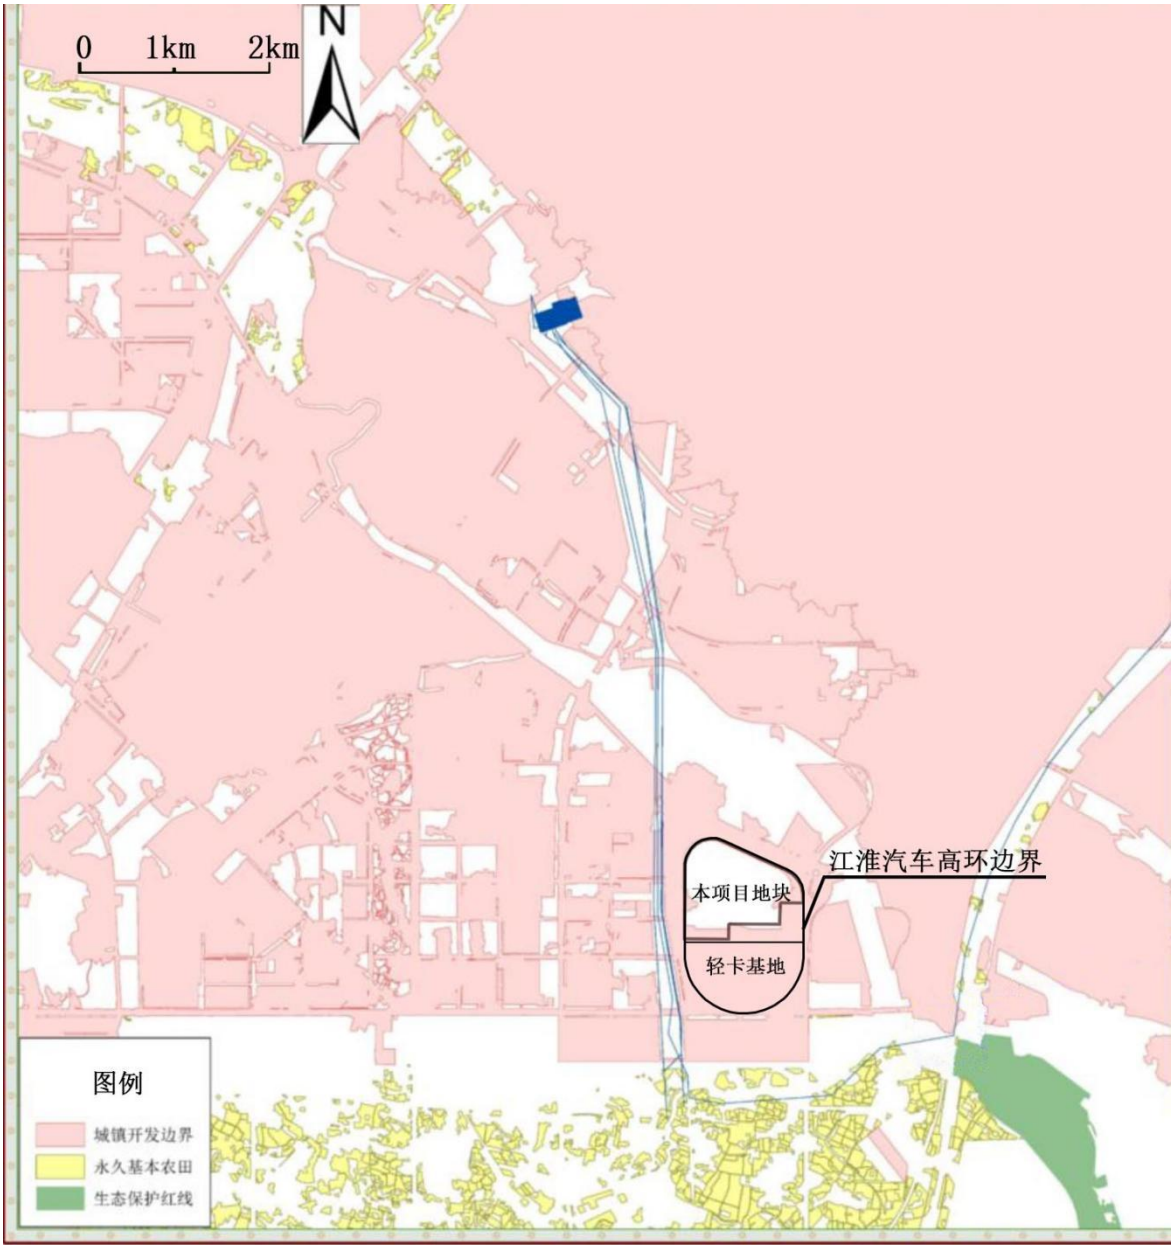 N
0 1km 2km
江淮汽车高环边界
本项目地块
轻卡基地
图例
城镇开发边界
永久基本农田
生态保护红线